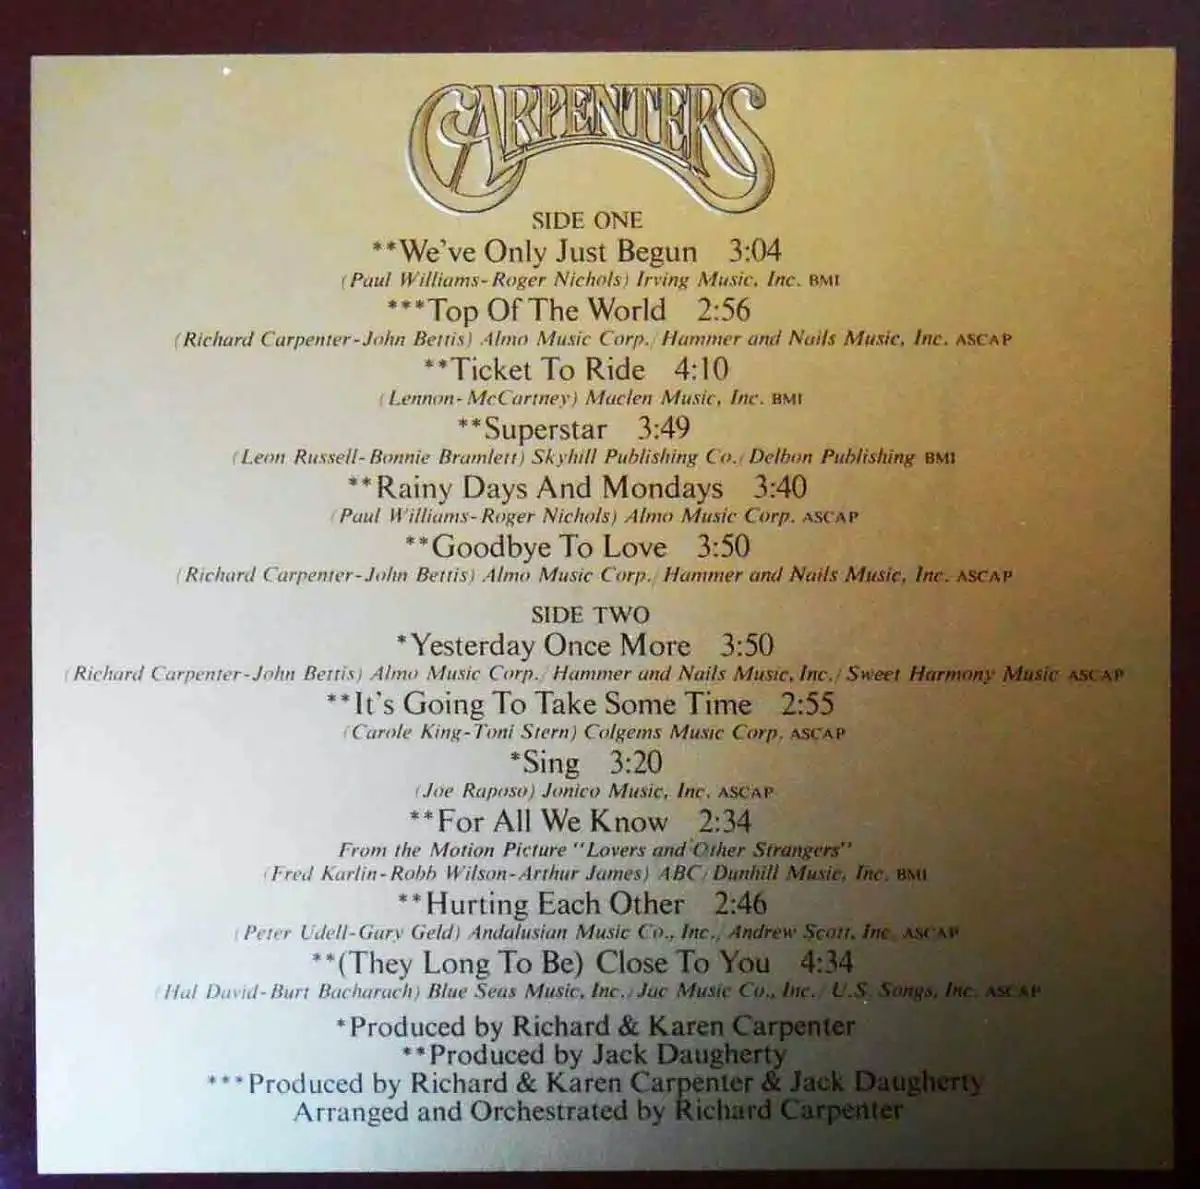 CARPENTERS
SIDE ONE
**We've Only Just Begun 3:04
(Paul Williams-Roger Nichols) Irving Music, Inc. BMI
***Top Of The World 2:56
(Richard Carpenter-John Bettis) Almo Music Corp./Hammer and Nails Music, Inc. ASCAP
**Ticket To Ride 4:10
(Lennon-McCartney) Maclen Music, Inc. BMI
**Superstar 3:49
(Leon Russell-Bonnie Bramlett) Skyhill Publishing Co./Delbon Publishing BMI
**Rainy Days And Mondays 3:40
(Paul Williams-Roger Nichols) Almo Music Corp. ASCAP
**Goodbye To Love 3:50
(Richard Carpenter-John Bettis) Almo Music Corp./Hammer and Nails Music, Inc. ASCAP
SIDE TWO
*Yesterday Once More 3:50
(Richard Carpenter-John Bettis) Almo Music Corp./Hammer and Nails Music, Inc./Sweet Harmony Music ASCAP
**It's Going To Take Some Time 2:55
(Carole King-Toni Stern) Colgems Music Corp. ASCAP
*Sing 3:20
(Joe Raposo) Jonico Music, Inc. ASCAP
**For All We Know 2:34
From the Motion Picture "Lovers and Other Strangers"
(Fred Karlin-Robb Wilson-Arthur James) ABC/Dunhill Music, Inc. BMI
**Hurting Each Other 2:46
(Peter Udell-Gary Geld) Andalusian Music Co., Inc./Andrew Scott, Inc. ASCAP
**(They Long To Be) Close To You 4:34
(Hal David-Burt Bacharach) Blue Seas Music, Inc./Jac Music Co., Inc./U.S. Songs, Inc. ASCAP
*Produced by Richard & Karen Carpenter
**Produced by Jack Daugherty
***Produced by Richard & Karen Carpenter & Jack Daugherty
Arranged and Orchestrated by Richard Carpenter